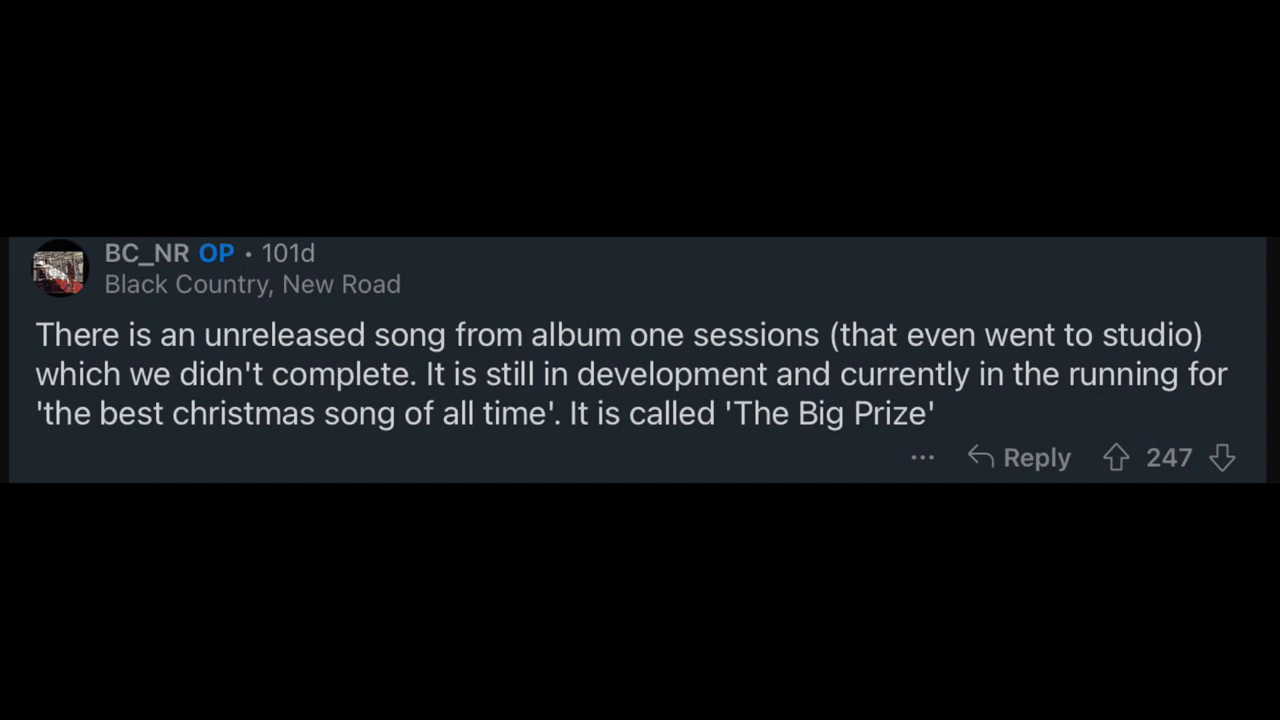 BC_NR OP • 101d
Black Country, New Road
There is an unreleased song from album one sessions (that even went to studio)
which we didn't complete. It is still in development and currently in the running for
'the best christmas song of all time'. It is called 'The Big Prize'
... Reply 247